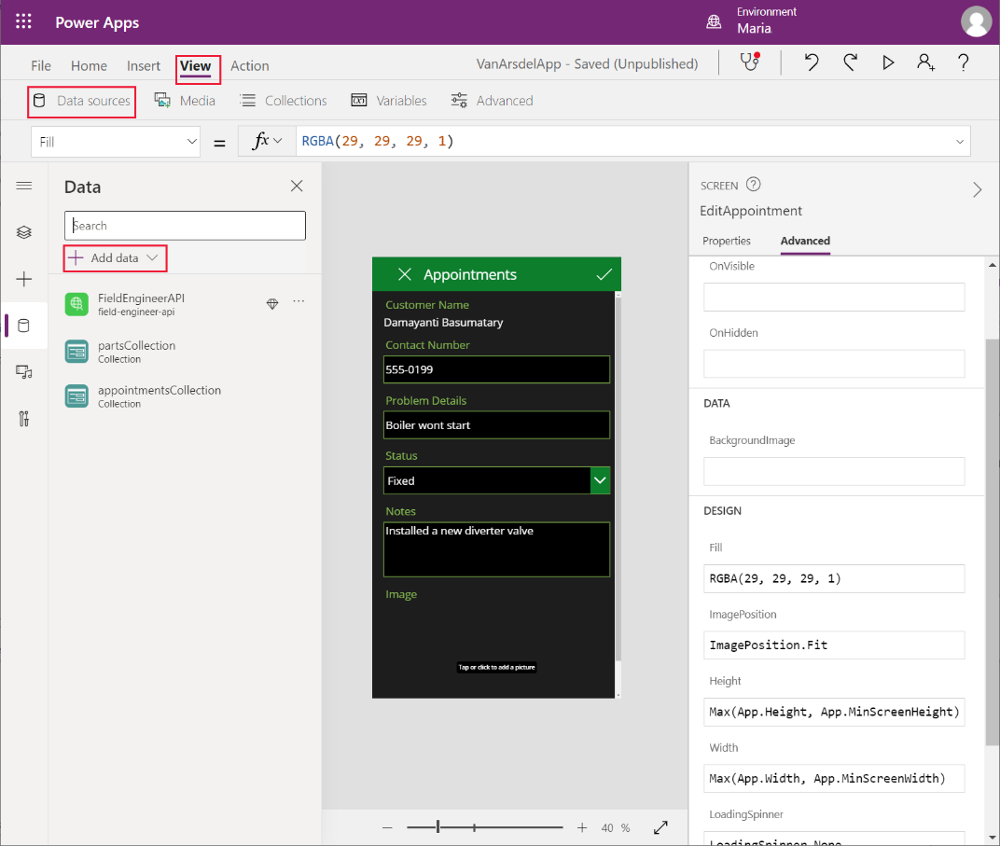 Power Apps
Environment
Maria
File Home Insert View Action
VanArsdelApp - Saved (Unpublished)
Data sources Media Collections Variables Advanced
Fill
= fx RGBA(29, 29, 29, 1)
Data
Search
Add data
FieldEngineerAPI
field-engineer-api
partsCollection
Collection
appointmentsCollection
Collection
Appointments
Customer Name
Damayanti Basumatary
Contact Number
555-0199
Problem Details
Boiler wont start
Status
Fixed
Notes
Installed a new diverter valve
Image
Tap or click to add a picture
40 %
SCREEN
EditAppointment
Properties Advanced
OnVisible
OnHidden
DATA
BackgroundImage
DESIGN
Fill
RGBA(29, 29, 29, 1)
ImagePosition
ImagePosition.Fit
Height
Max(App.Height, App.MinScreenHeight)
Width
Max(App.Width, App.MinScreenWidth)
LoadingSpinner
LoadingSpinner.None